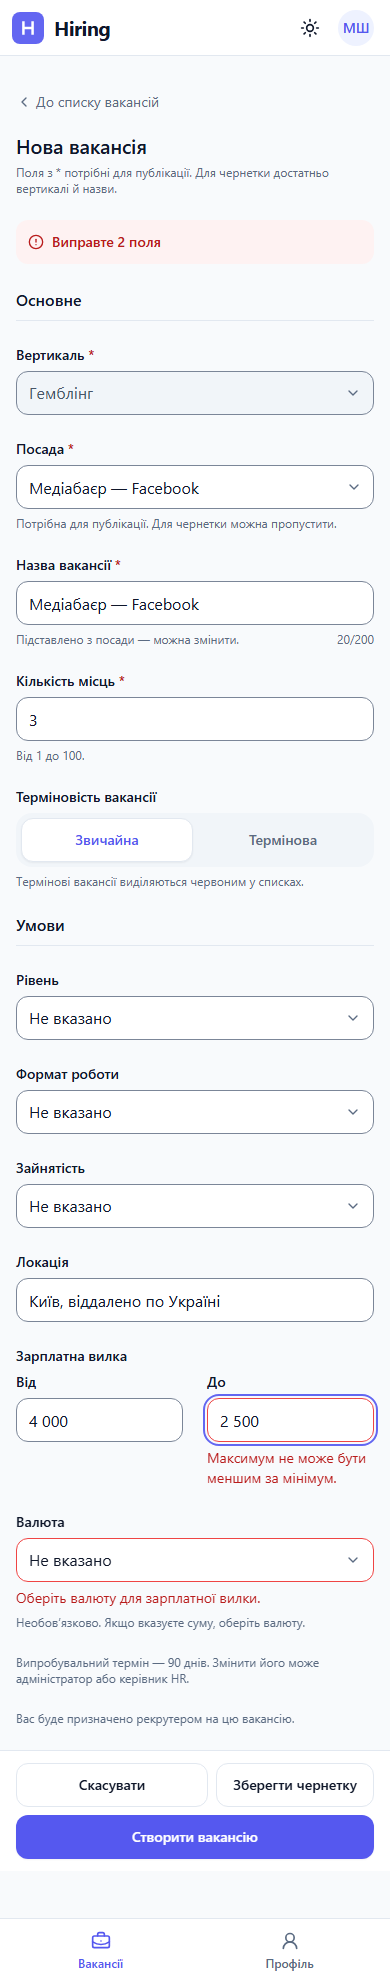 H Hiring МШ
До списку вакансій
Нова вакансія
Поля з * потрібні для публікації. Для чернетки достатньо
вертикалі й назви.
Виправте 2 поля
Основне
Вертикаль *
Гемблінг
Посада *
Медіабаєр — Facebook
Потрібна для публікації. Для чернетки можна пропустити.
Назва вакансії *
Медіабаєр — Facebook
Підставлено з посади — можна змінити. 20/200
Кількість місць *
3
Від 1 до 100.
Терміновість вакансії
Звичайна Термінова
Термінові вакансії виділяються червоним у списках.
Умови
Рівень
Не вказано
Формат роботи
Не вказано
Зайнятість
Не вказано
Локація
Київ, віддалено по Україні
Зарплатна вилка
Від До
4 000 2 500
Максимум не може бути
меншим за мінімум.
Валюта
Не вказано
Оберіть валюту для зарплатної вилки.
Необов’язково. Якщо вказуєте суму, оберіть валюту.
Випробувальний термін — 90 днів. Змінити його може
адміністратор або керівник HR.
Вас буде призначено рекрутером на цю вакансію.
Скасувати Зберегти чернетку
Створити вакансію
Вакансії Профіль